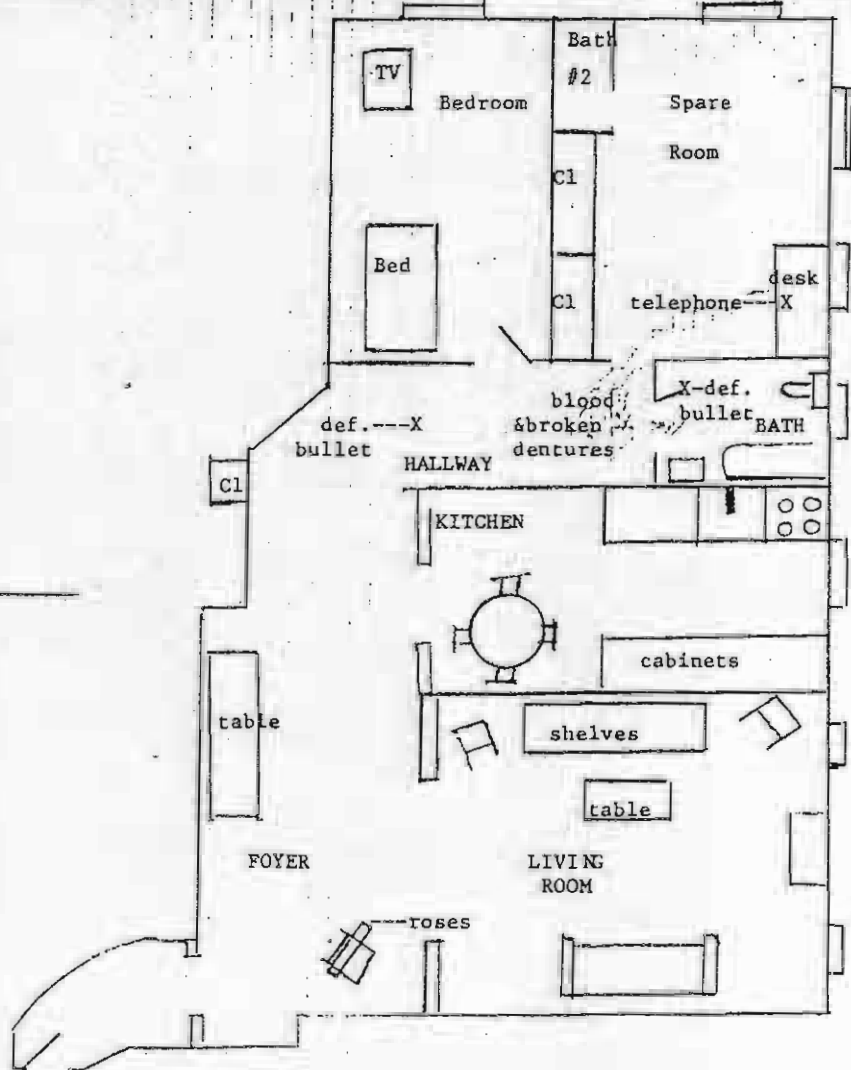 Bath
#2
TV
Bedroom
Spare
Room
Cl
Bed
desk
Cl
telephone---X
X-def.
bullet
blood
&broken
dentures
BATH
def.---X
bullet
HALLWAY
Cl
KITCHEN
cabinets
table
shelves
table
FOYER
LIVING
ROOM
---roses